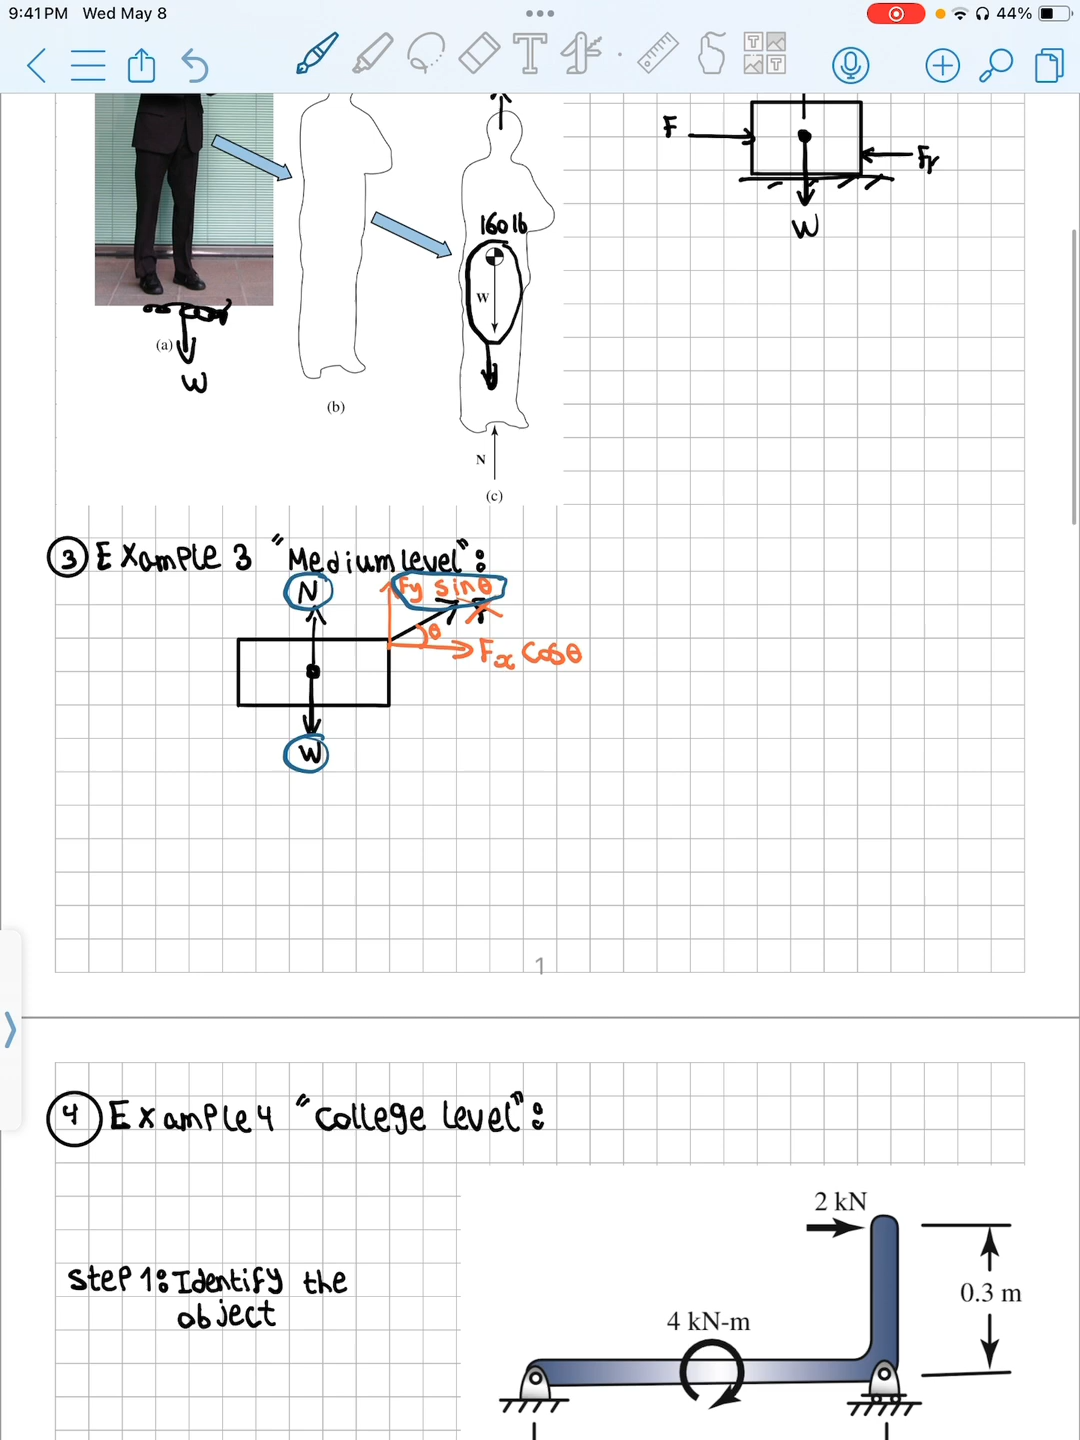 9:41 PM Wed May 8
44%
F
Fr
W
160 lb
W
(a)
W
(b)
N
(c)
③ Example 3 "Medium level":
N
Fy sinθ
F
θ
Fx Cosθ
W
1
④ Example 4 "College level":
2 kN
Step 1: Identify the
object
0.3 m
4 kN-m